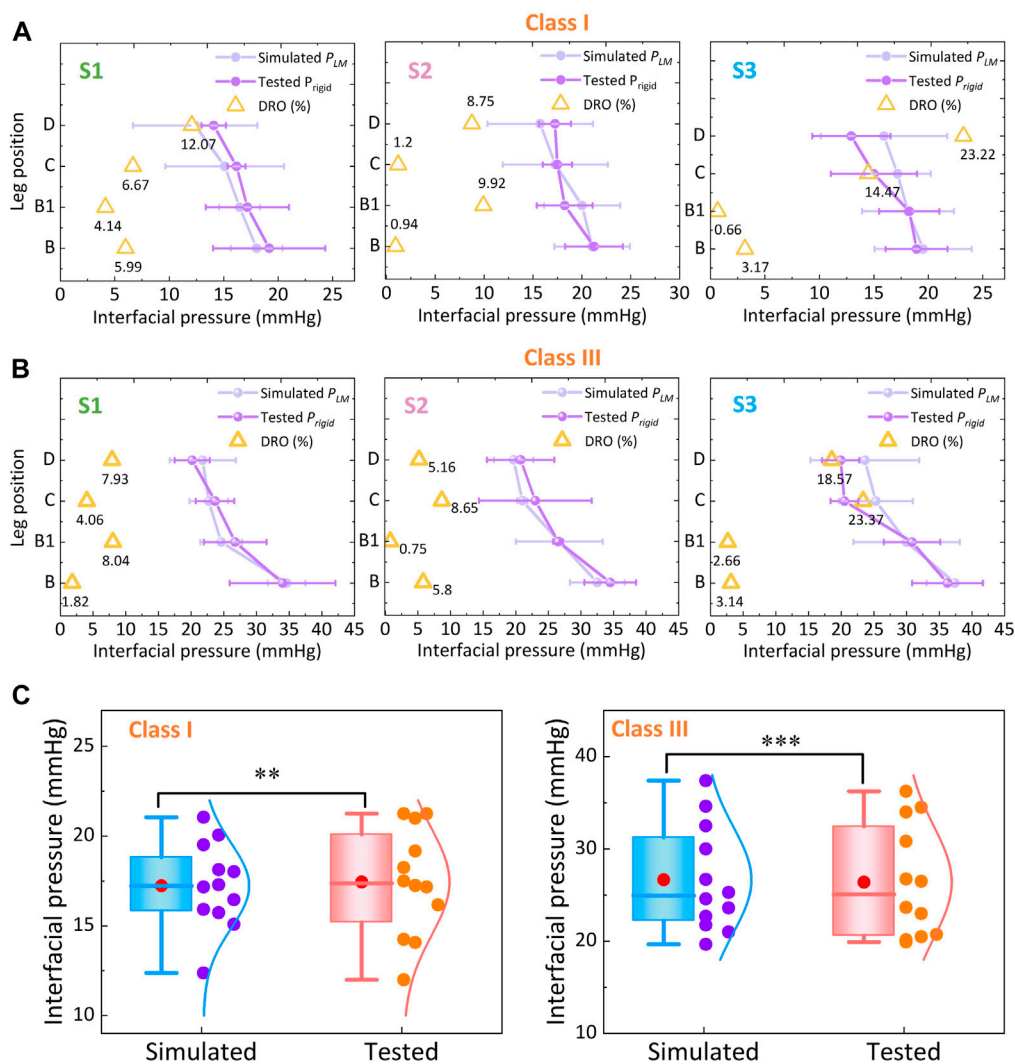 A
Class I
S1
Simulated P_LM
Tested P_rigid
DRO (%)
Leg position
D
C
B1
B
12.07
6.67
4.14
5.99
0 5 10 15 20 25
Interfacial pressure (mmHg)
S2
Simulated P_LM
Tested P_rigid
DRO (%)
D
C
B1
B
8.75
1.2
9.92
0.94
0 5 10 15 20 25 30
Interfacial pressure (mmHg)
S3
Simulated P_LM
Tested P_rigid
DRO (%)
D
C
B1
B
23.22
14.47
0.66
3.17
0 5 10 15 20 25
Interfacial pressure (mmHg)
B
Class III
S1
Simulated P_LM
Tested P_rigid
DRO (%)
Leg position
D
C
B1
B
7.93
4.06
8.04
1.82
0 5 10 15 20 25 30 35 40 45
Interfacial pressure (mmHg)
S2
Simulated P_LM
Tested P_rigid
DRO (%)
D
C
B1
B
5.16
8.65
0.75
5.8
0 5 10 15 20 25 30 35 40 45
Interfacial pressure (mmHg)
S3
Simulated P_LM
Tested P_rigid
DRO (%)
D
C
B1
B
18.57
23.37
2.66
3.14
0 5 10 15 20 25 30 35 40 45
Interfacial pressure (mmHg)
C
Class I
**
Interfacial pressure (mmHg)
25
20
15
10
Simulated Tested
Class III
***
Interfacial pressure (mmHg)
40
30
20
10
Simulated Tested